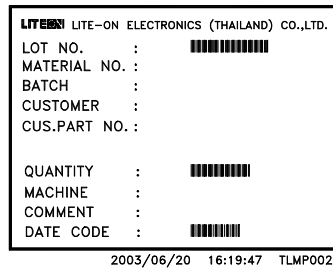 LITEON LITE-ON ELECTRONICS (THAILAND) CO.,LTD.
LOT NO. :
MATERIAL NO. :
BATCH :
CUSTOMER :
CUS.PART NO. :
QUANTITY :
MACHINE :
COMMENT :
DATE CODE :
2003/06/20 16:19:47 TLMP002